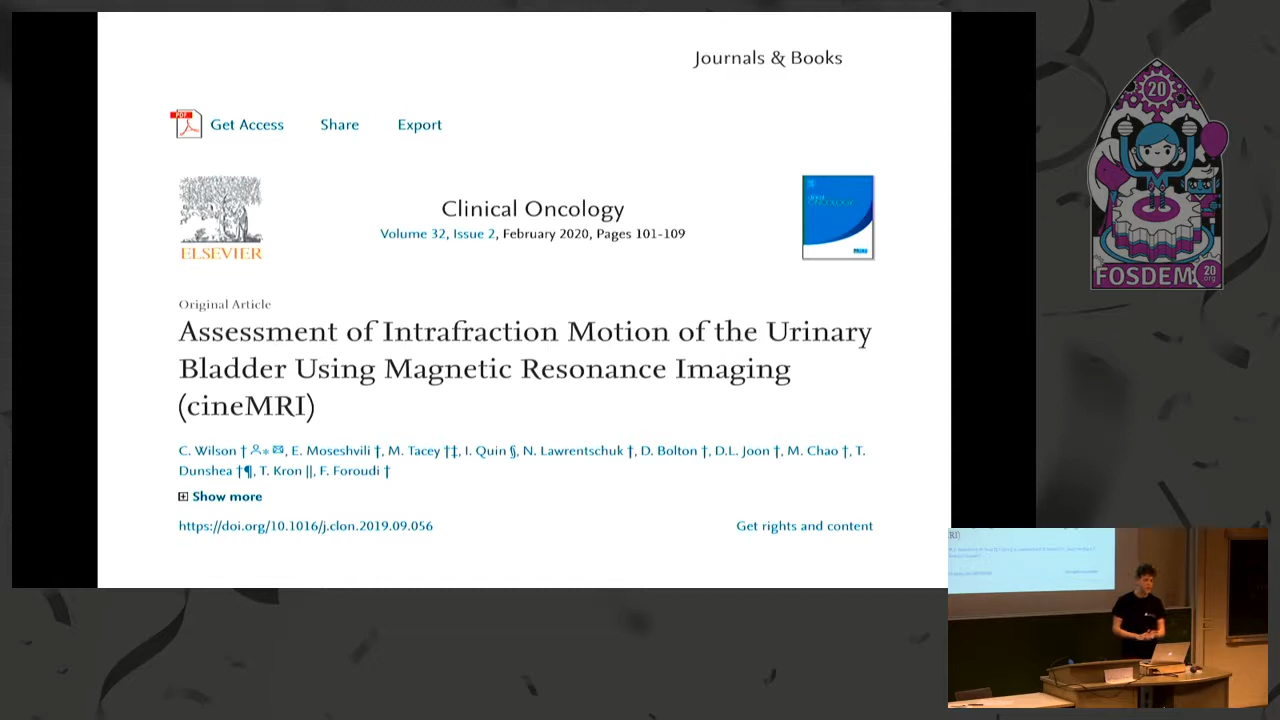 Journals & Books
Get Access Share Export
ELSEVIER
Clinical Oncology
Volume 32, Issue 2, February 2020, Pages 101-109
Original Article
Assessment of Intrafraction Motion of the Urinary
Bladder Using Magnetic Resonance Imaging
(cineMRI)
C. Wilson †, E. Moseshvili †, M. Tacey †‡, I. Quin §, N. Lawrentschuk †, D. Bolton †, D.L. Joon †, M. Chao †, T.
Dunshea †¶, T. Kron ||, F. Foroudi †
Show more
https://doi.org/10.1016/j.clon.2019.09.056
Get rights and content
20
FOSDEM 20
.org